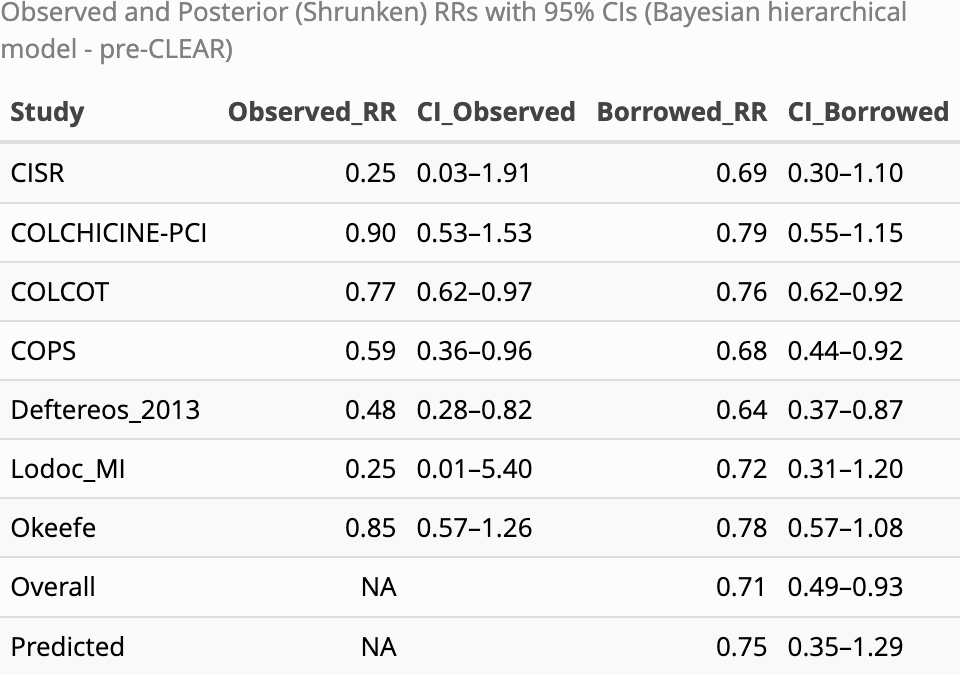 Observed and Posterior (Shrunken) RRs with 95% CIs (Bayesian hierarchical
model - pre-CLEAR)
Study Observed_RR CI_Observed Borrowed_RR CI_Borrowed
CISR 0.25 0.03–1.91 0.69 0.30–1.10
COLCHICINE-PCI 0.90 0.53–1.53 0.79 0.55–1.15
COLCOT 0.77 0.62–0.97 0.76 0.62–0.92
COPS 0.59 0.36–0.96 0.68 0.44–0.92
Deftereos_2013 0.48 0.28–0.82 0.64 0.37–0.87
Lodoc_MI 0.25 0.01–5.40 0.72 0.31–1.20
Okeefe 0.85 0.57–1.26 0.78 0.57–1.08
Overall NA 0.71 0.49–0.93
Predicted NA 0.75 0.35–1.29